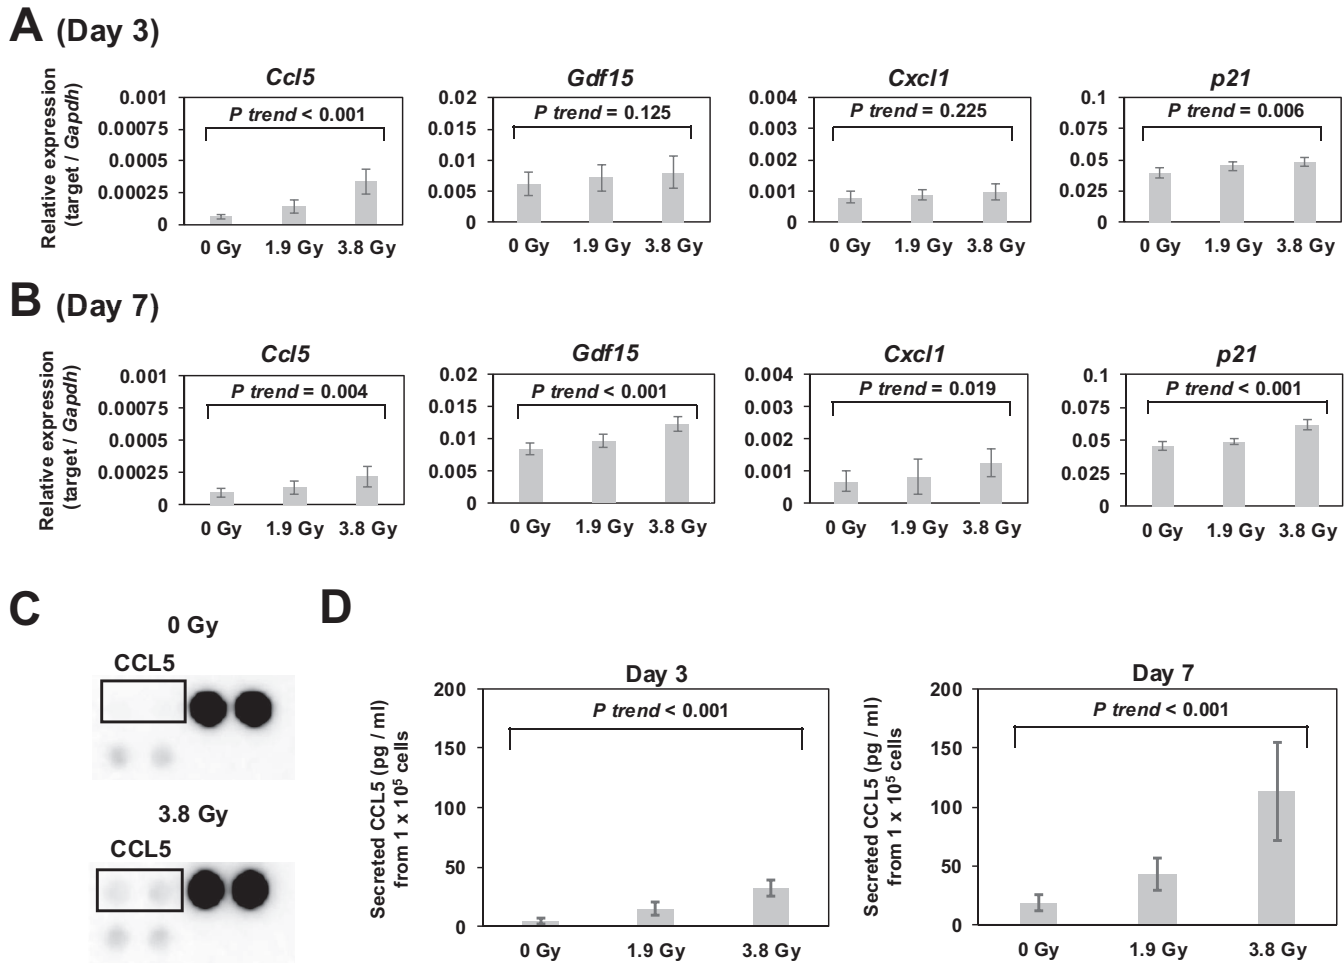 A (Day 3)
Ccl5
Gdf15
Cxcl1
p21
Relative expression
(target / Gapdh)
0.001
0.00075
0.0005
0.00025
0
P trend < 0.001
0 Gy 1.9 Gy 3.8 Gy
0.02
0.015
0.01
0.005
0
P trend = 0.125
0 Gy 1.9 Gy 3.8 Gy
0.004
0.003
0.002
0.001
0
P trend = 0.225
0 Gy 1.9 Gy 3.8 Gy
0.1
0.075
0.05
0.025
0
P trend = 0.006
0 Gy 1.9 Gy 3.8 Gy
B (Day 7)
Ccl5
Gdf15
Cxcl1
p21
Relative expression
(target / Gapdh)
0.001
0.00075
0.0005
0.00025
0
P trend = 0.004
0 Gy 1.9 Gy 3.8 Gy
0.02
0.015
0.01
0.005
0
P trend < 0.001
0 Gy 1.9 Gy 3.8 Gy
0.004
0.003
0.002
0.001
0
P trend = 0.019
0 Gy 1.9 Gy 3.8 Gy
0.1
0.075
0.05
0.025
0
P trend < 0.001
0 Gy 1.9 Gy 3.8 Gy
C
0 Gy
CCL5
3.8 Gy
CCL5
D
Day 3
Secreted CCL5 (pg / ml)
from 1 x 10⁵ cells
200
150
100
50
0
P trend < 0.001
0 Gy 1.9 Gy 3.8 Gy
Day 7
Secreted CCL5 (pg / ml)
from 1 x 10⁵ cells
200
150
100
50
0
P trend < 0.001
0 Gy 1.9 Gy 3.8 Gy